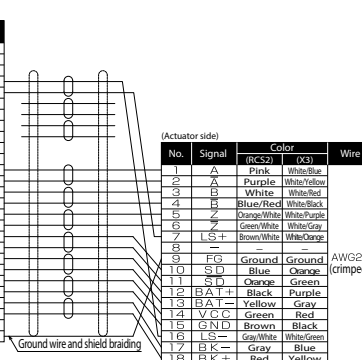 (Actuator side)
No. Signal Color Wire
(RCS2) (X3)
1 A Pink White/Blue
2 A̅ Purple White/Yellow
3 B White White/Red
4 B̅ Blue/Red White/Black
5 Z Orange/White White/Purple
6 Z̅ Green/White White/Gray
7 LS+ Brown/White White/Orange
8 — – –
9 FG Ground Ground
10 SD Blue Orange
11 S̅D̅ Orange Green
12 BAT+ Black Purple
13 BAT− Yellow Gray
14 VCC Green Red
15 GND Brown Black
16 LS− Gray/White White/Green
17 BK− Gray Blue
18 BK+ Red Yellow
AWG2
(crimpe
Ground wire and shield braiding